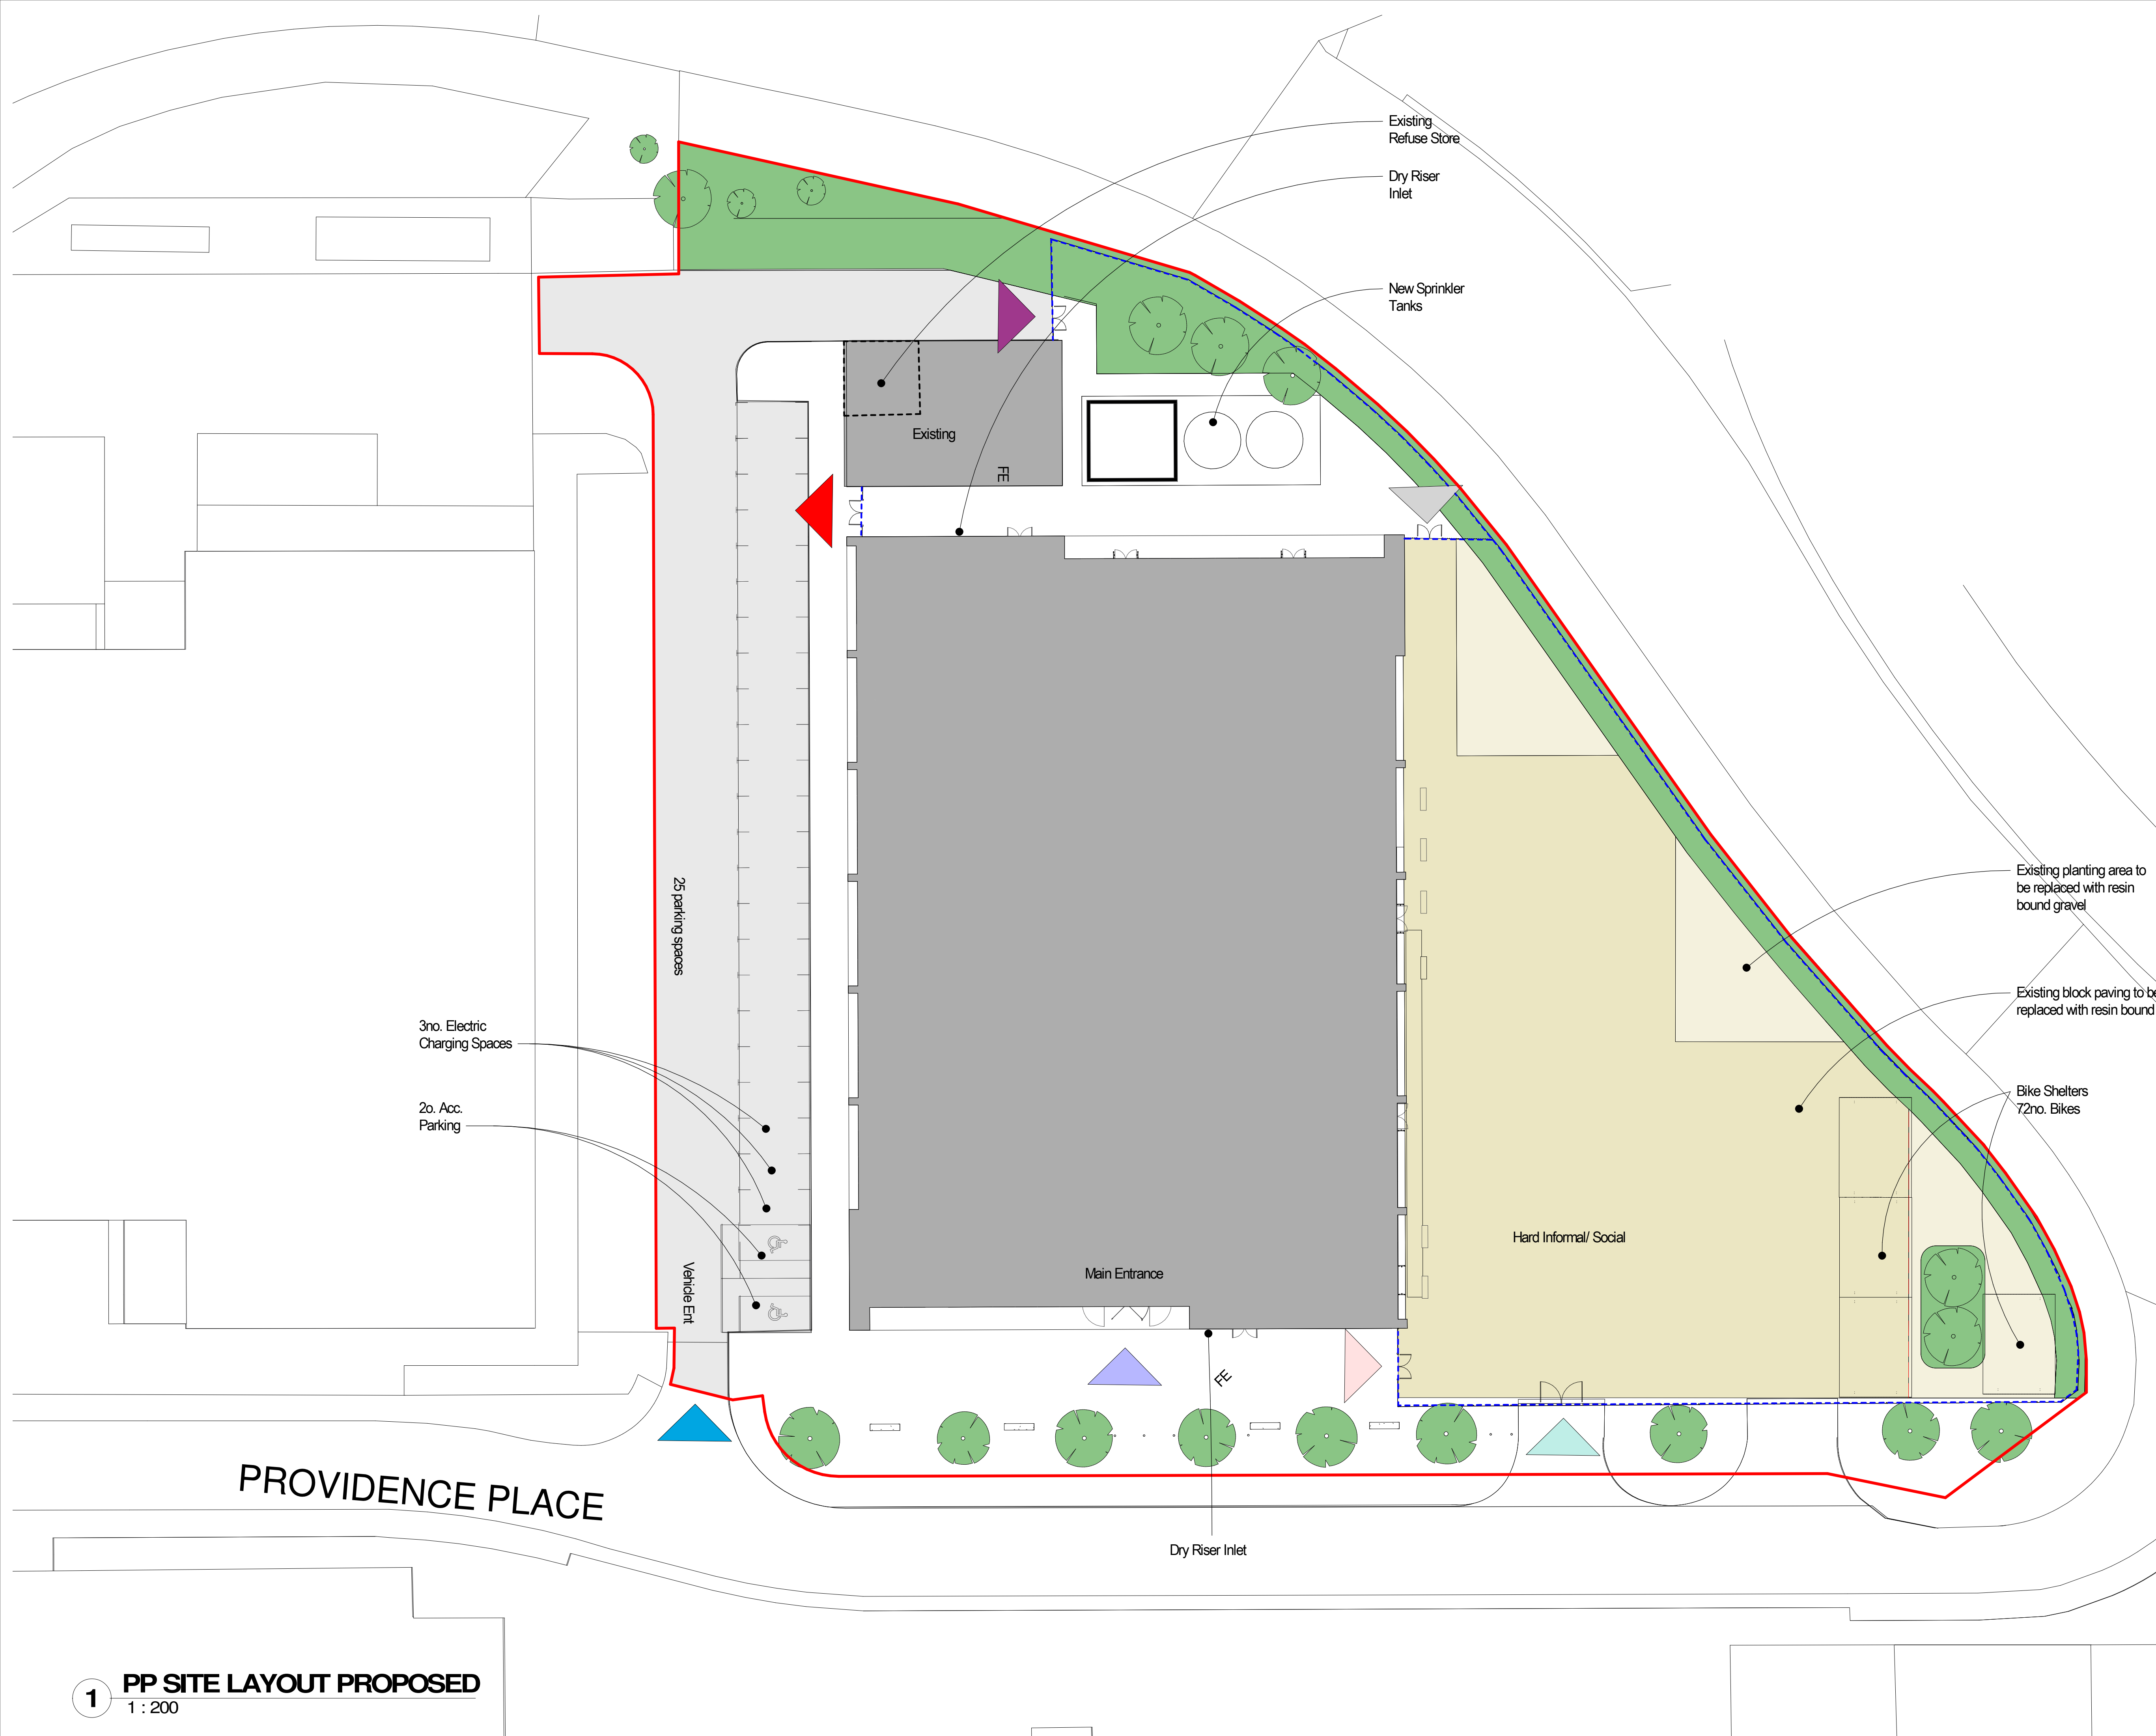 Existing
Refuse Store
Dry Riser
Inlet
New Sprinkler
Tanks
Existing
FE
25 parking spaces
Existing planting area to
be replaced with resin
bound gravel
Existing block paving to be
replaced with resin bound
3no. Electric
Charging Spaces
2o. Acc.
Parking
Bike Shelters
72no. Bikes
Hard Informal/ Social
Vehicle Ent
Main Entrance
FE
PROVIDENCE PLACE
Dry Riser Inlet
1
PP SITE LAYOUT PROPOSED
1 : 200